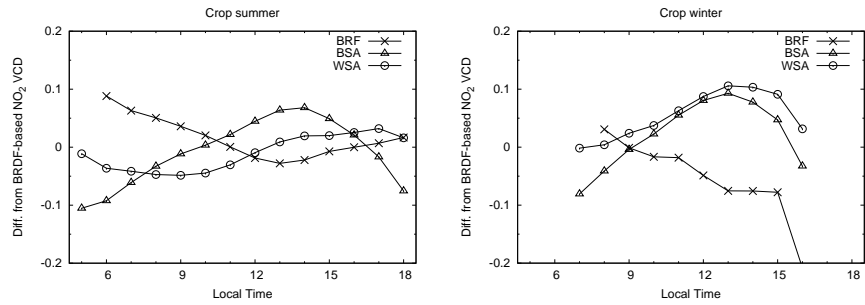 Crop summer
Diff. from BRDF-based NO₂ VCD
0.2
0.1
0
-0.1
-0.2
BRF
BSA
WSA
6
9
12
15
18
Local Time
Crop winter
Diff. from BRDF-based NO₂ VCD
0.2
0.1
0
-0.1
-0.2
BRF
BSA
WSA
6
9
12
15
18
Local Time